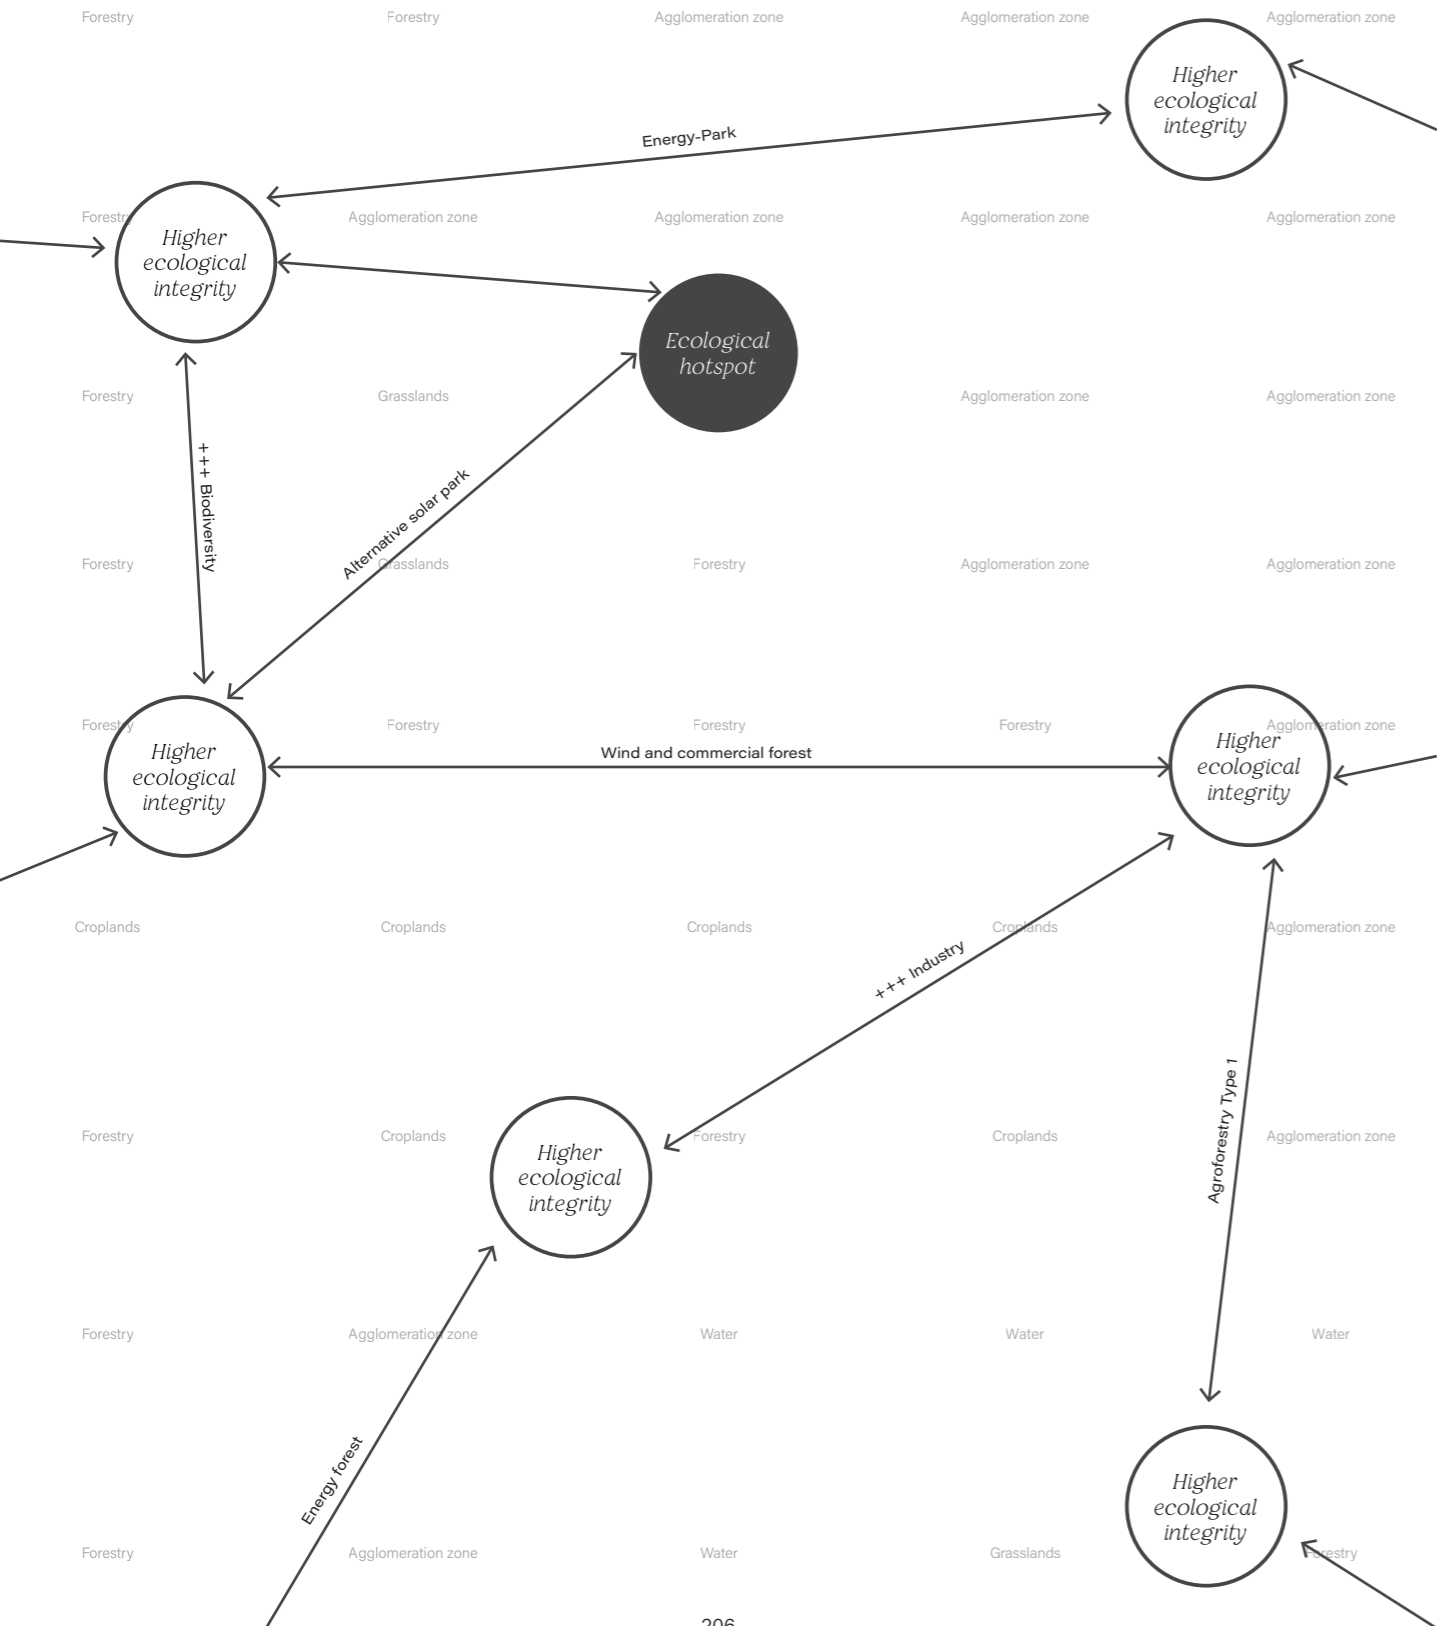 Forestry
Forestry
Agglomeration zone
Agglomeration zone
Agglomeration zone
Higher
ecological
integrity
Energy-Park
Forestry
Agglomeration zone
Agglomeration zone
Agglomeration zone
Agglomeration zone
Higher
ecological
integrity
Ecological
hotspot
Forestry
Grasslands
Agglomeration zone
Agglomeration zone
+++ Biodiversity
Alternative solar park
Forestry
Grasslands
Forestry
Agglomeration zone
Agglomeration zone
Forestry
Forestry
Forestry
Forestry
Agglomeration zone
Higher
ecological
integrity
Wind and commercial forest
Higher
ecological
integrity
Croplands
Croplands
Croplands
Croplands
Agglomeration zone
+++ Industry
Agroforestry Type 1
Forestry
Croplands
Forestry
Croplands
Agglomeration zone
Higher
ecological
integrity
Forestry
Agglomeration zone
Water
Water
Water
Energy forest
Higher
ecological
integrity
Forestry
Agglomeration zone
Water
Grasslands
Forestry
206